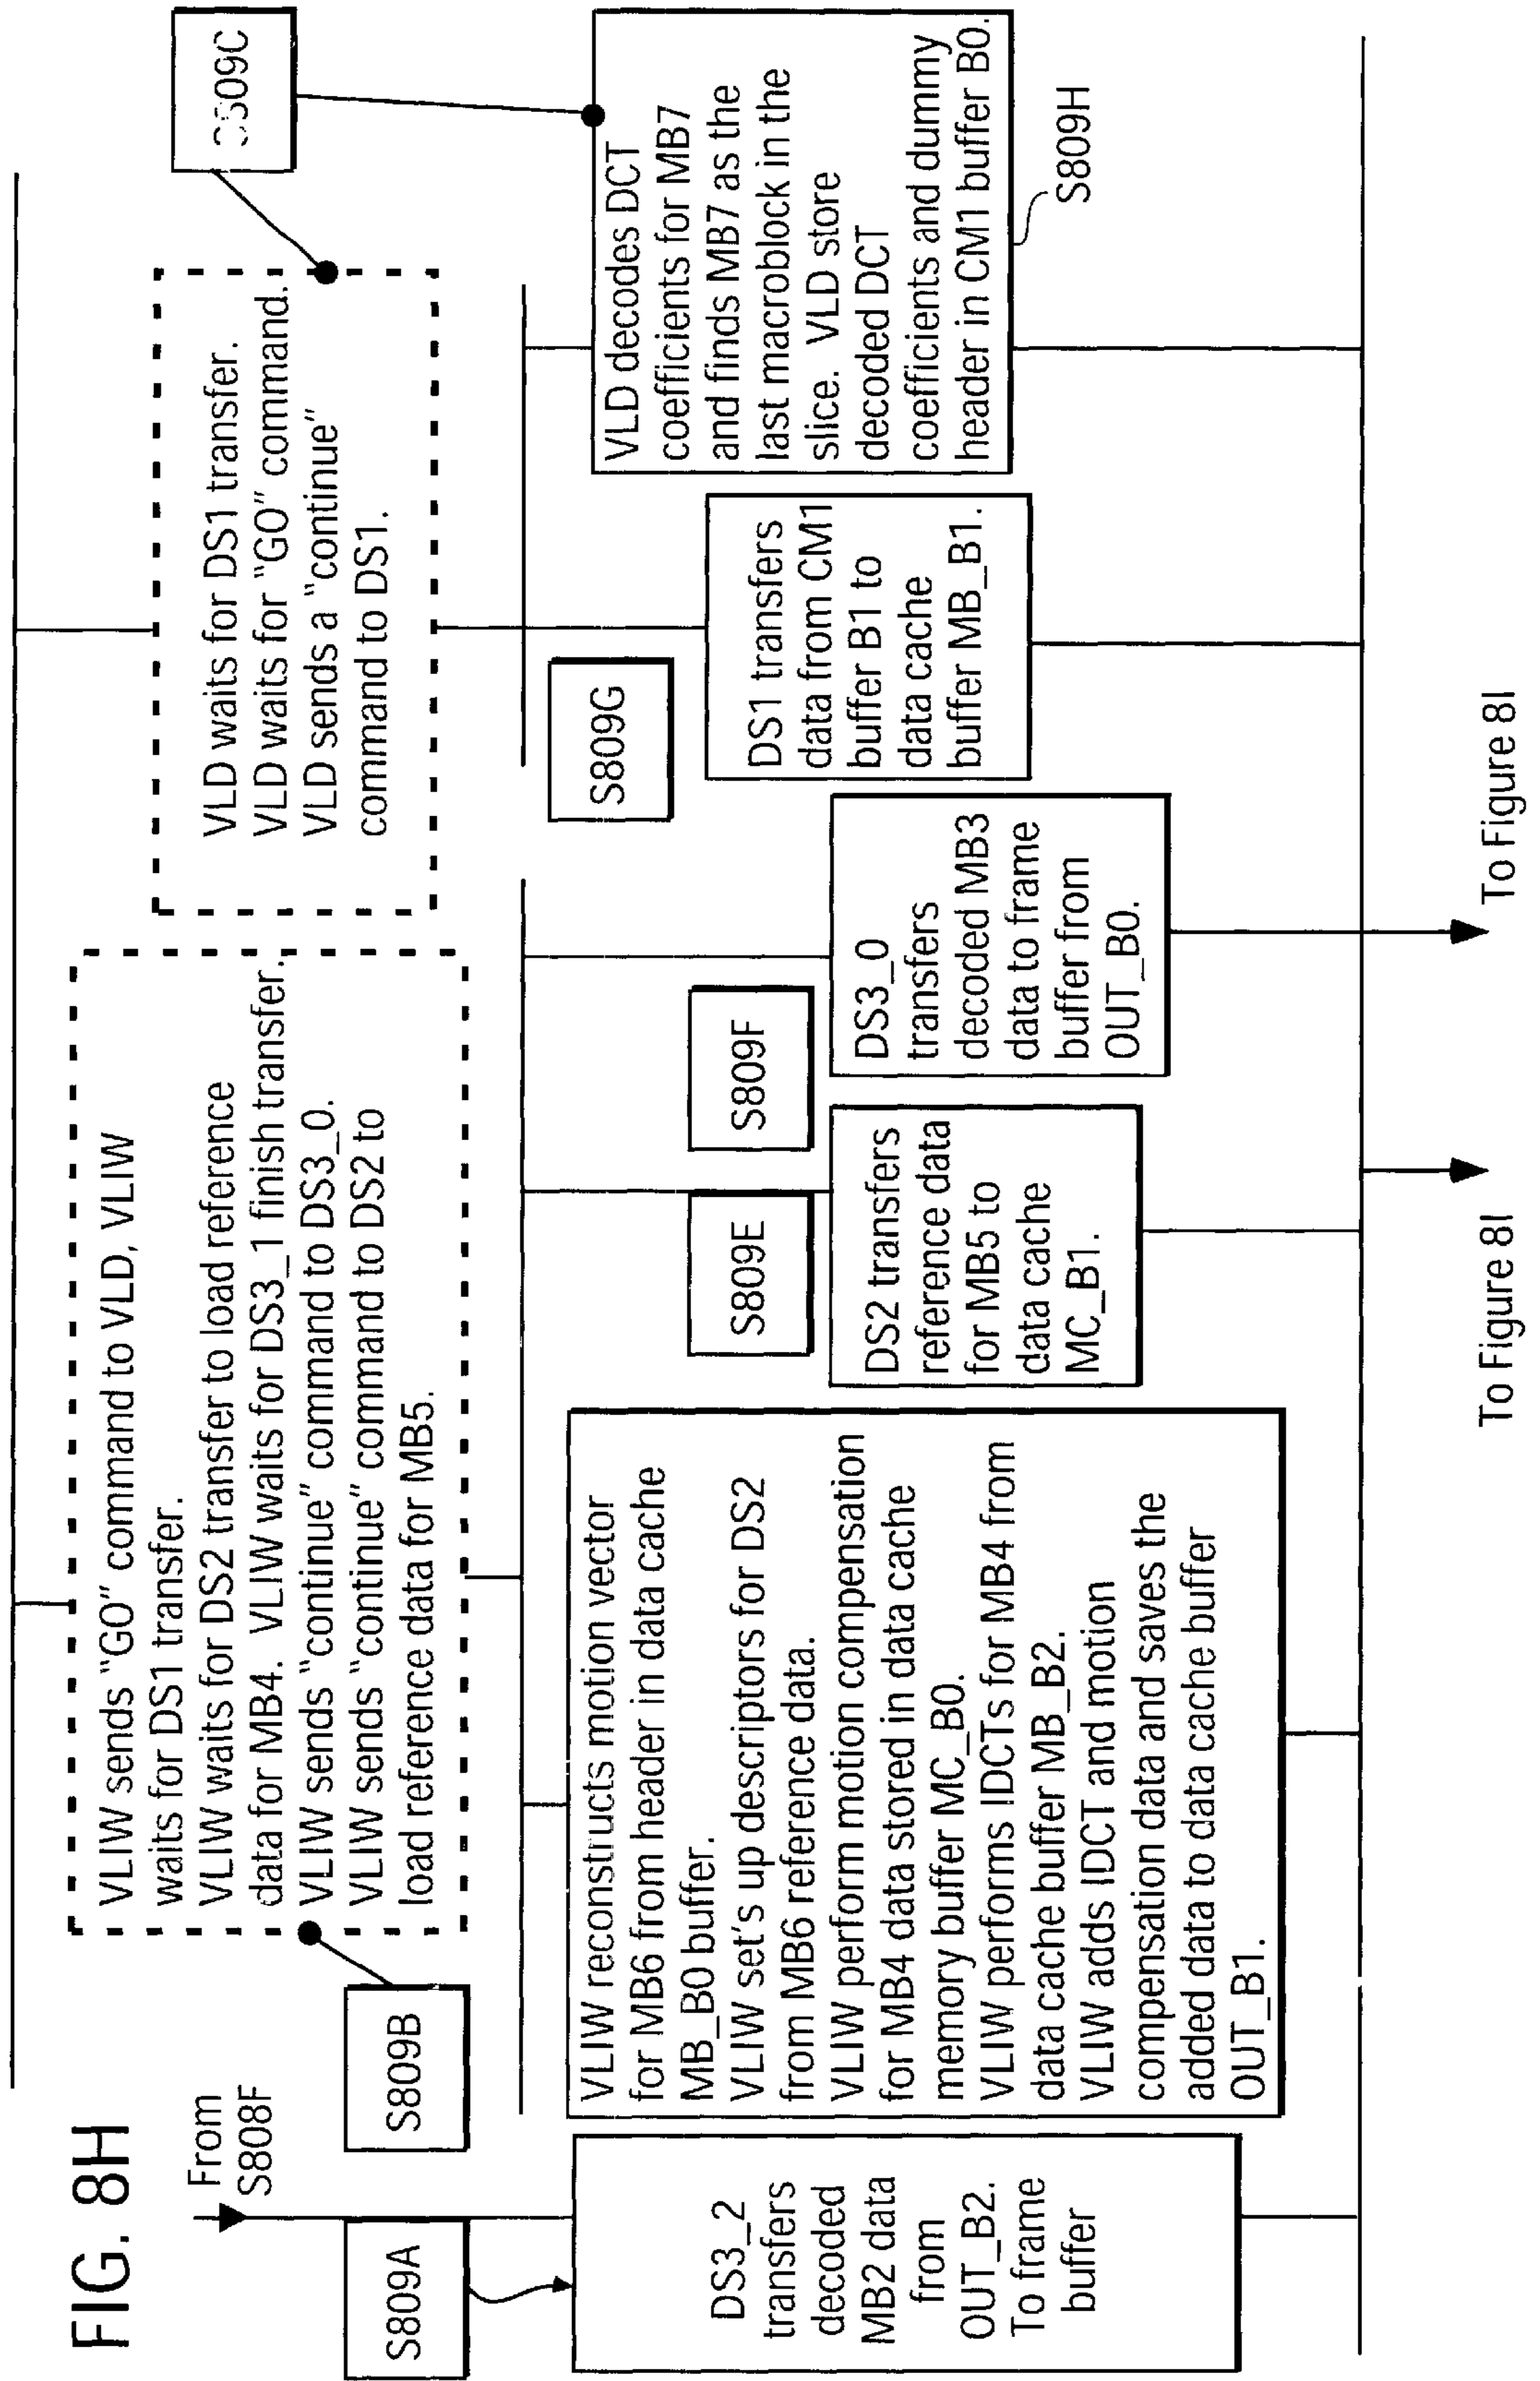 FIG. 8H
From
S808F
S809A
DS3_2
transfers
decoded
MB2 data
from
OUT_B2.
To frame
buffer
S809B
VLIW sends "GO" command to VLD, VLIW
waits for DS1 transfer.
VLIW waits for DS2 transfer to load reference
data for MB4. VLIW waits for DS3_1 finish transfer.
VLIW sends "continue" command to DS3_0.
VLIW sends "continue" command to DS2 to
load reference data for MB5.
VLIW reconstructs motion vector
for MB6 from header in data cache
MB_B0 buffer.
VLIW set's up descriptors for DS2
from MB6 reference data.
VLIW perform motion compensation
for MB4 data stored in data cache
memory buffer MC_B0.
VLIW performs IDCTs for MB4 from
data cache buffer MB_B2.
VLIW adds IDCT and motion
compensation data and saves the
added data to data cache buffer
OUT_B1.
S809E
DS2 transfers
reference data
for MB5 to
data cache
MC_B1.
S809F
DS3_0
transfers
decoded MB3
data to frame
buffer from
OUT_B0.
VLD waits for DS1 transfer.
VLD waits for "GO" command.
VLD sends a "continue"
command to DS1.
S809G
DS1 transfers
data from CM1
buffer B1 to
data cache
buffer MB_B1.
VLD decodes DCT
coefficients for MB7
and finds MB7 as the
last macroblock in the
slice. VLD store
decoded DCT
coefficients and dummy
header in CM1 buffer B0.
S809H
To Figure 8I
To Figure 8I